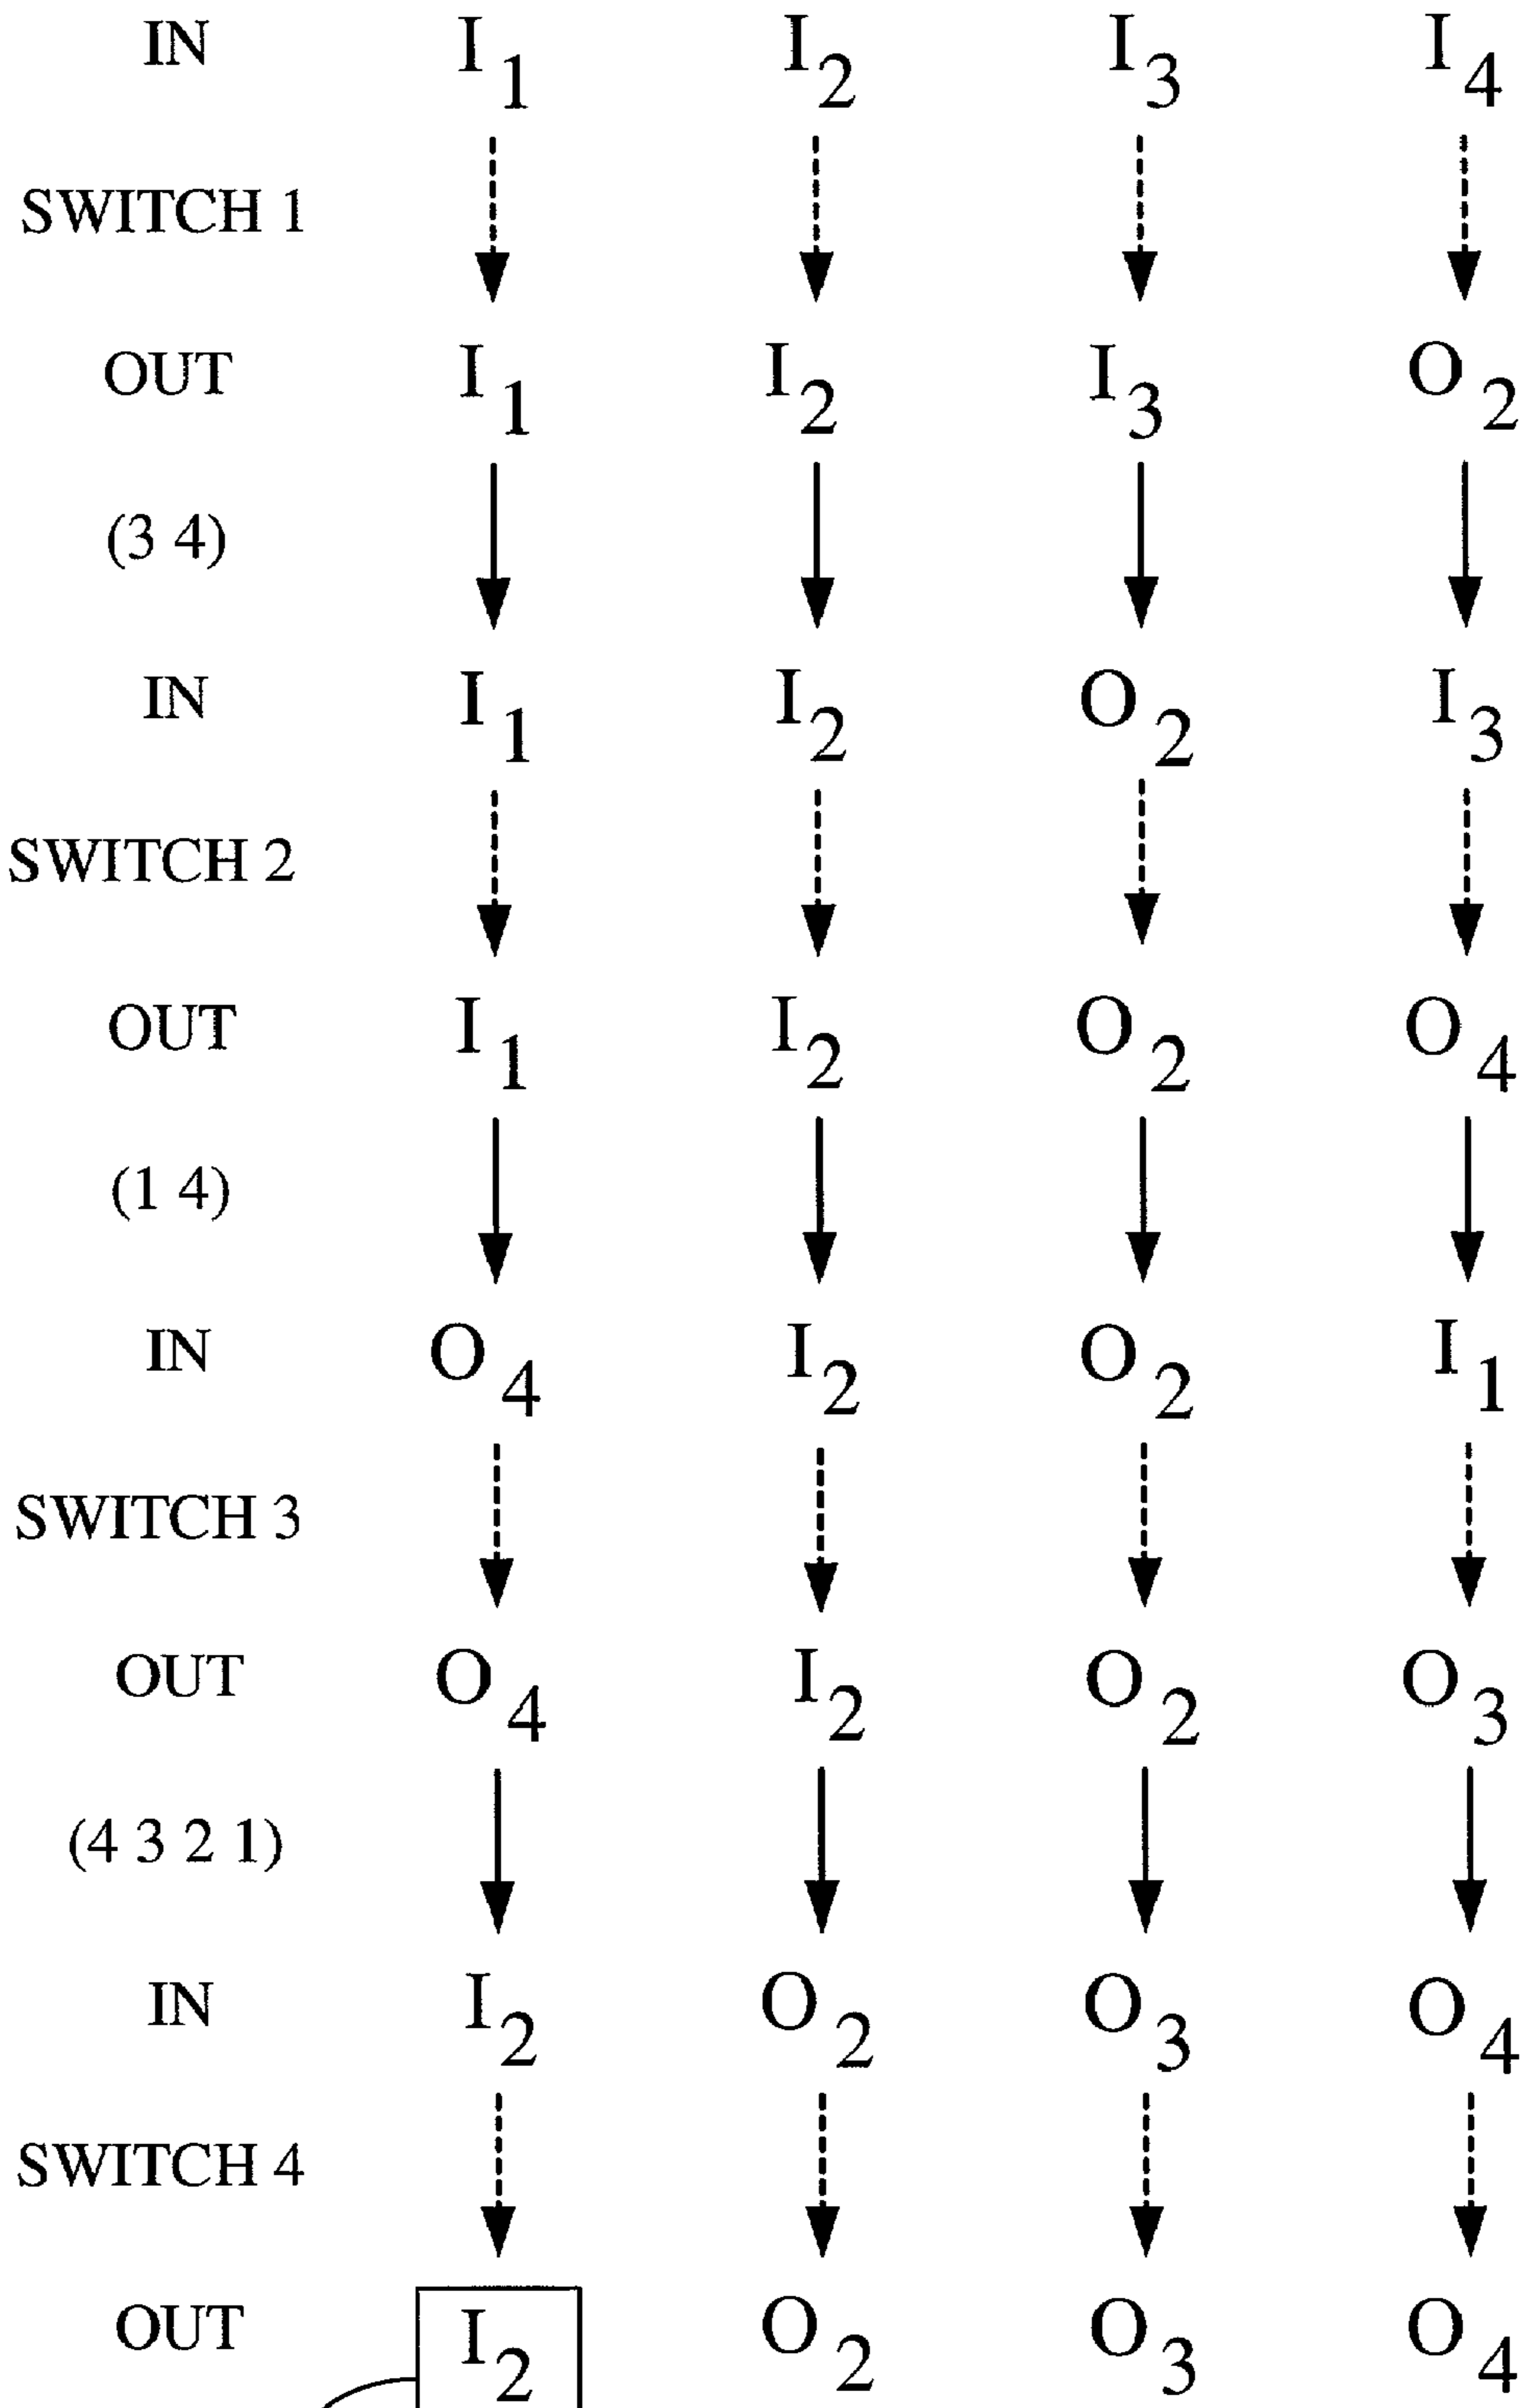 IN I1 I2 I3 I4
SWITCH 1
OUT I1 I2 I3 O2
(3 4)
IN I1 I2 O2 I3
SWITCH 2
OUT I1 I2 O2 O4
(1 4)
IN O4 I2 O2 I1
SWITCH 3
OUT O4 I2 O2 O3
(4 3 2 1)
IN I2 O2 O3 O4
SWITCH 4
OUT I2 O2 O3 O4